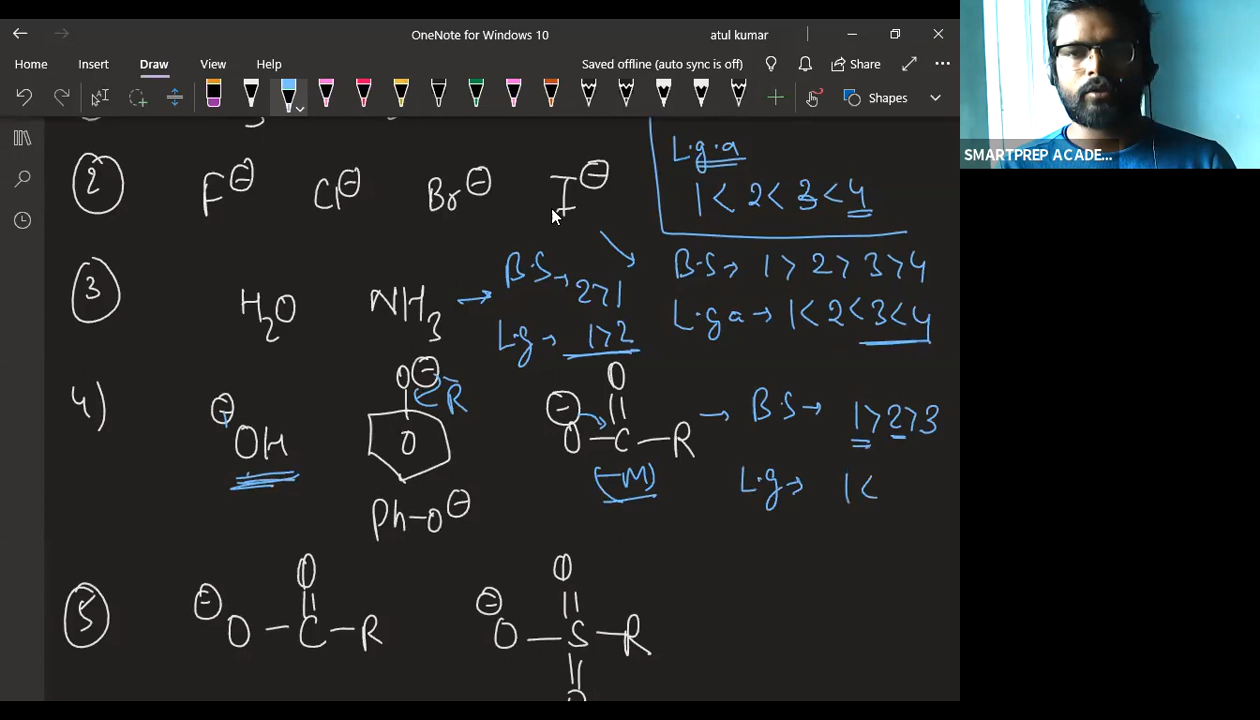 OneNote for Windows 10
atul kumar
Home Insert Draw View Help
Saved offline (auto sync is off)
Share
Shapes
SMARTPREP ACADE...
L.g.a
1 < 2 < 3 < 4
② F⊖ Cl⊖ Br⊖ I⊖
B.S → 1 > 2 > 3 > 4
L.g a → 1 < 2 < 3 < 4
③ H₂O NH₃ →
B.S → 2 > 1
L.g → 1 > 2
4) ⊖OH
O⊖
O
R
Ph-O⊖
O
⊖O-C-R
(-M)
→ B.S → 1 > 2 > 3
L.g → 1 <
⑤
O
⊖O-C-R
O
⊖O-S-R